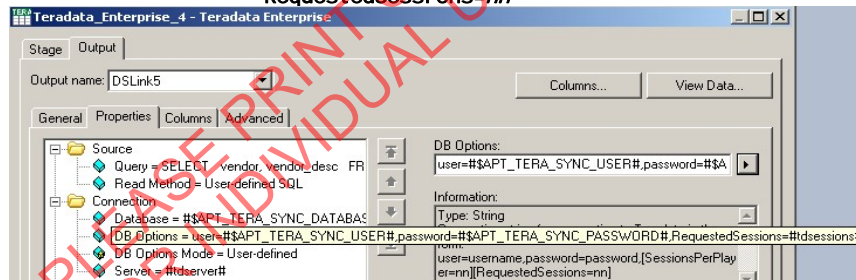 RequestedSessions=nn
Teradata_Enterprise_4 - Teradata Enterprise
Stage Output
Output name: DSLink5 Columns... View Data...
General Properties Columns Advanced
Source
Query = SELECT vendor, vendor_desc FR
Read Method = User-defined SQL
Connection
Database = #$APT_TERA_SYNC_DATABAS
DB Options = user=#$APT_TERA_SYNC_USER#,password=#$APT_TERA_SYNC_PASSWORD#,RequestedSessions=#tdsessions
DB Options Mode = User-defined
Server = #tdserver#
DB Options:
user=#$APT_TERA_SYNC_USER#,password=#$A
Information:
Type: String
user=username,password=password,[SessionsPerPlay
er=nn][RequestedSessions=nn]
PLEASE PRINT
INDIVIDUAL